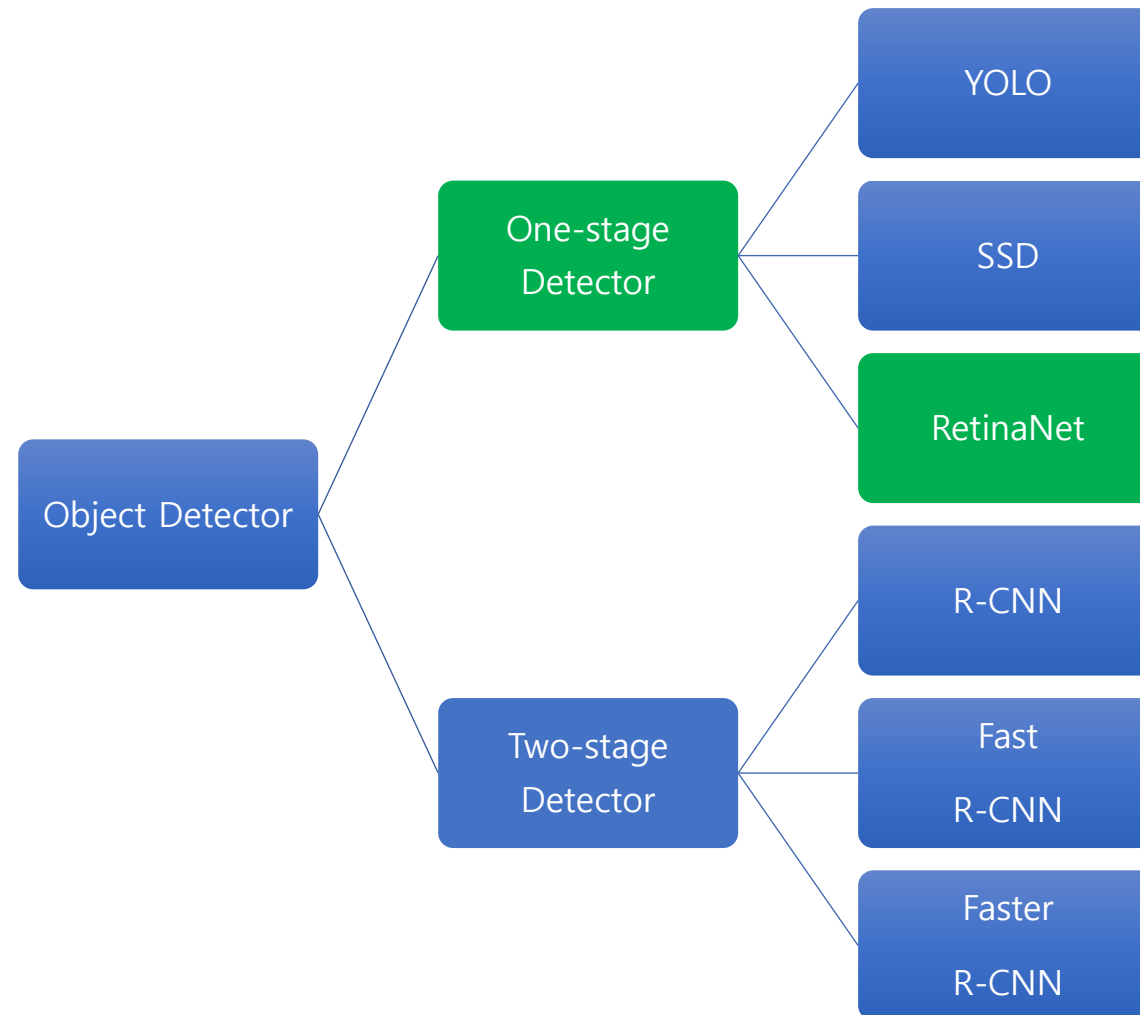 YOLO
One-stage
Detector
SSD
RetinaNet
Object Detector
R-CNN
Two-stage
Detector
Fast
R-CNN
Faster
R-CNN